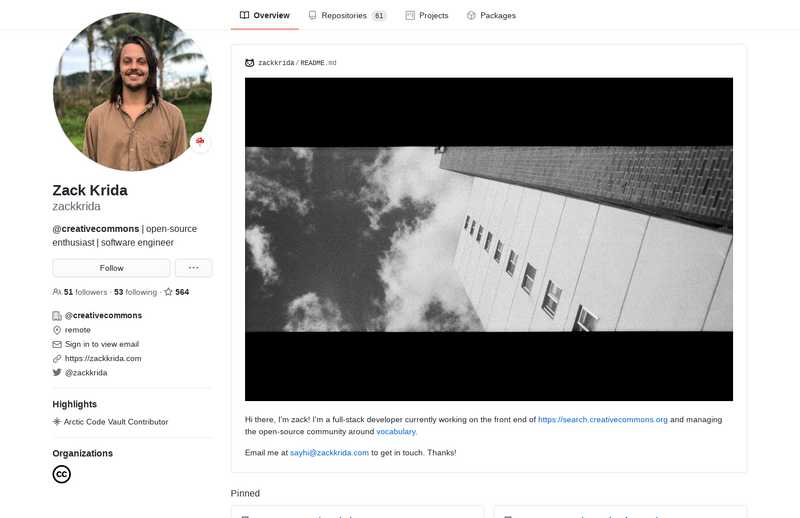 Overview
Repositories 61
Projects
Packages
Zack Krida
zackkrida
@creativecommons | open-source
enthusiast | software engineer
Follow
51 followers · 53 following · 564
@creativecommons
remote
Sign in to view email
https://zackkrida.com
@zackkrida
Highlights
Arctic Code Vault Contributor
Organizations
CC
zackkrida / README.md
Hi there, I'm zack! I'm a full-stack developer currently working on the front end of https://search.creativecommons.org and managing
the open-source community around vocabulary.
Email me at sayhi@zackkrida.com to get in touch. Thanks!
Pinned